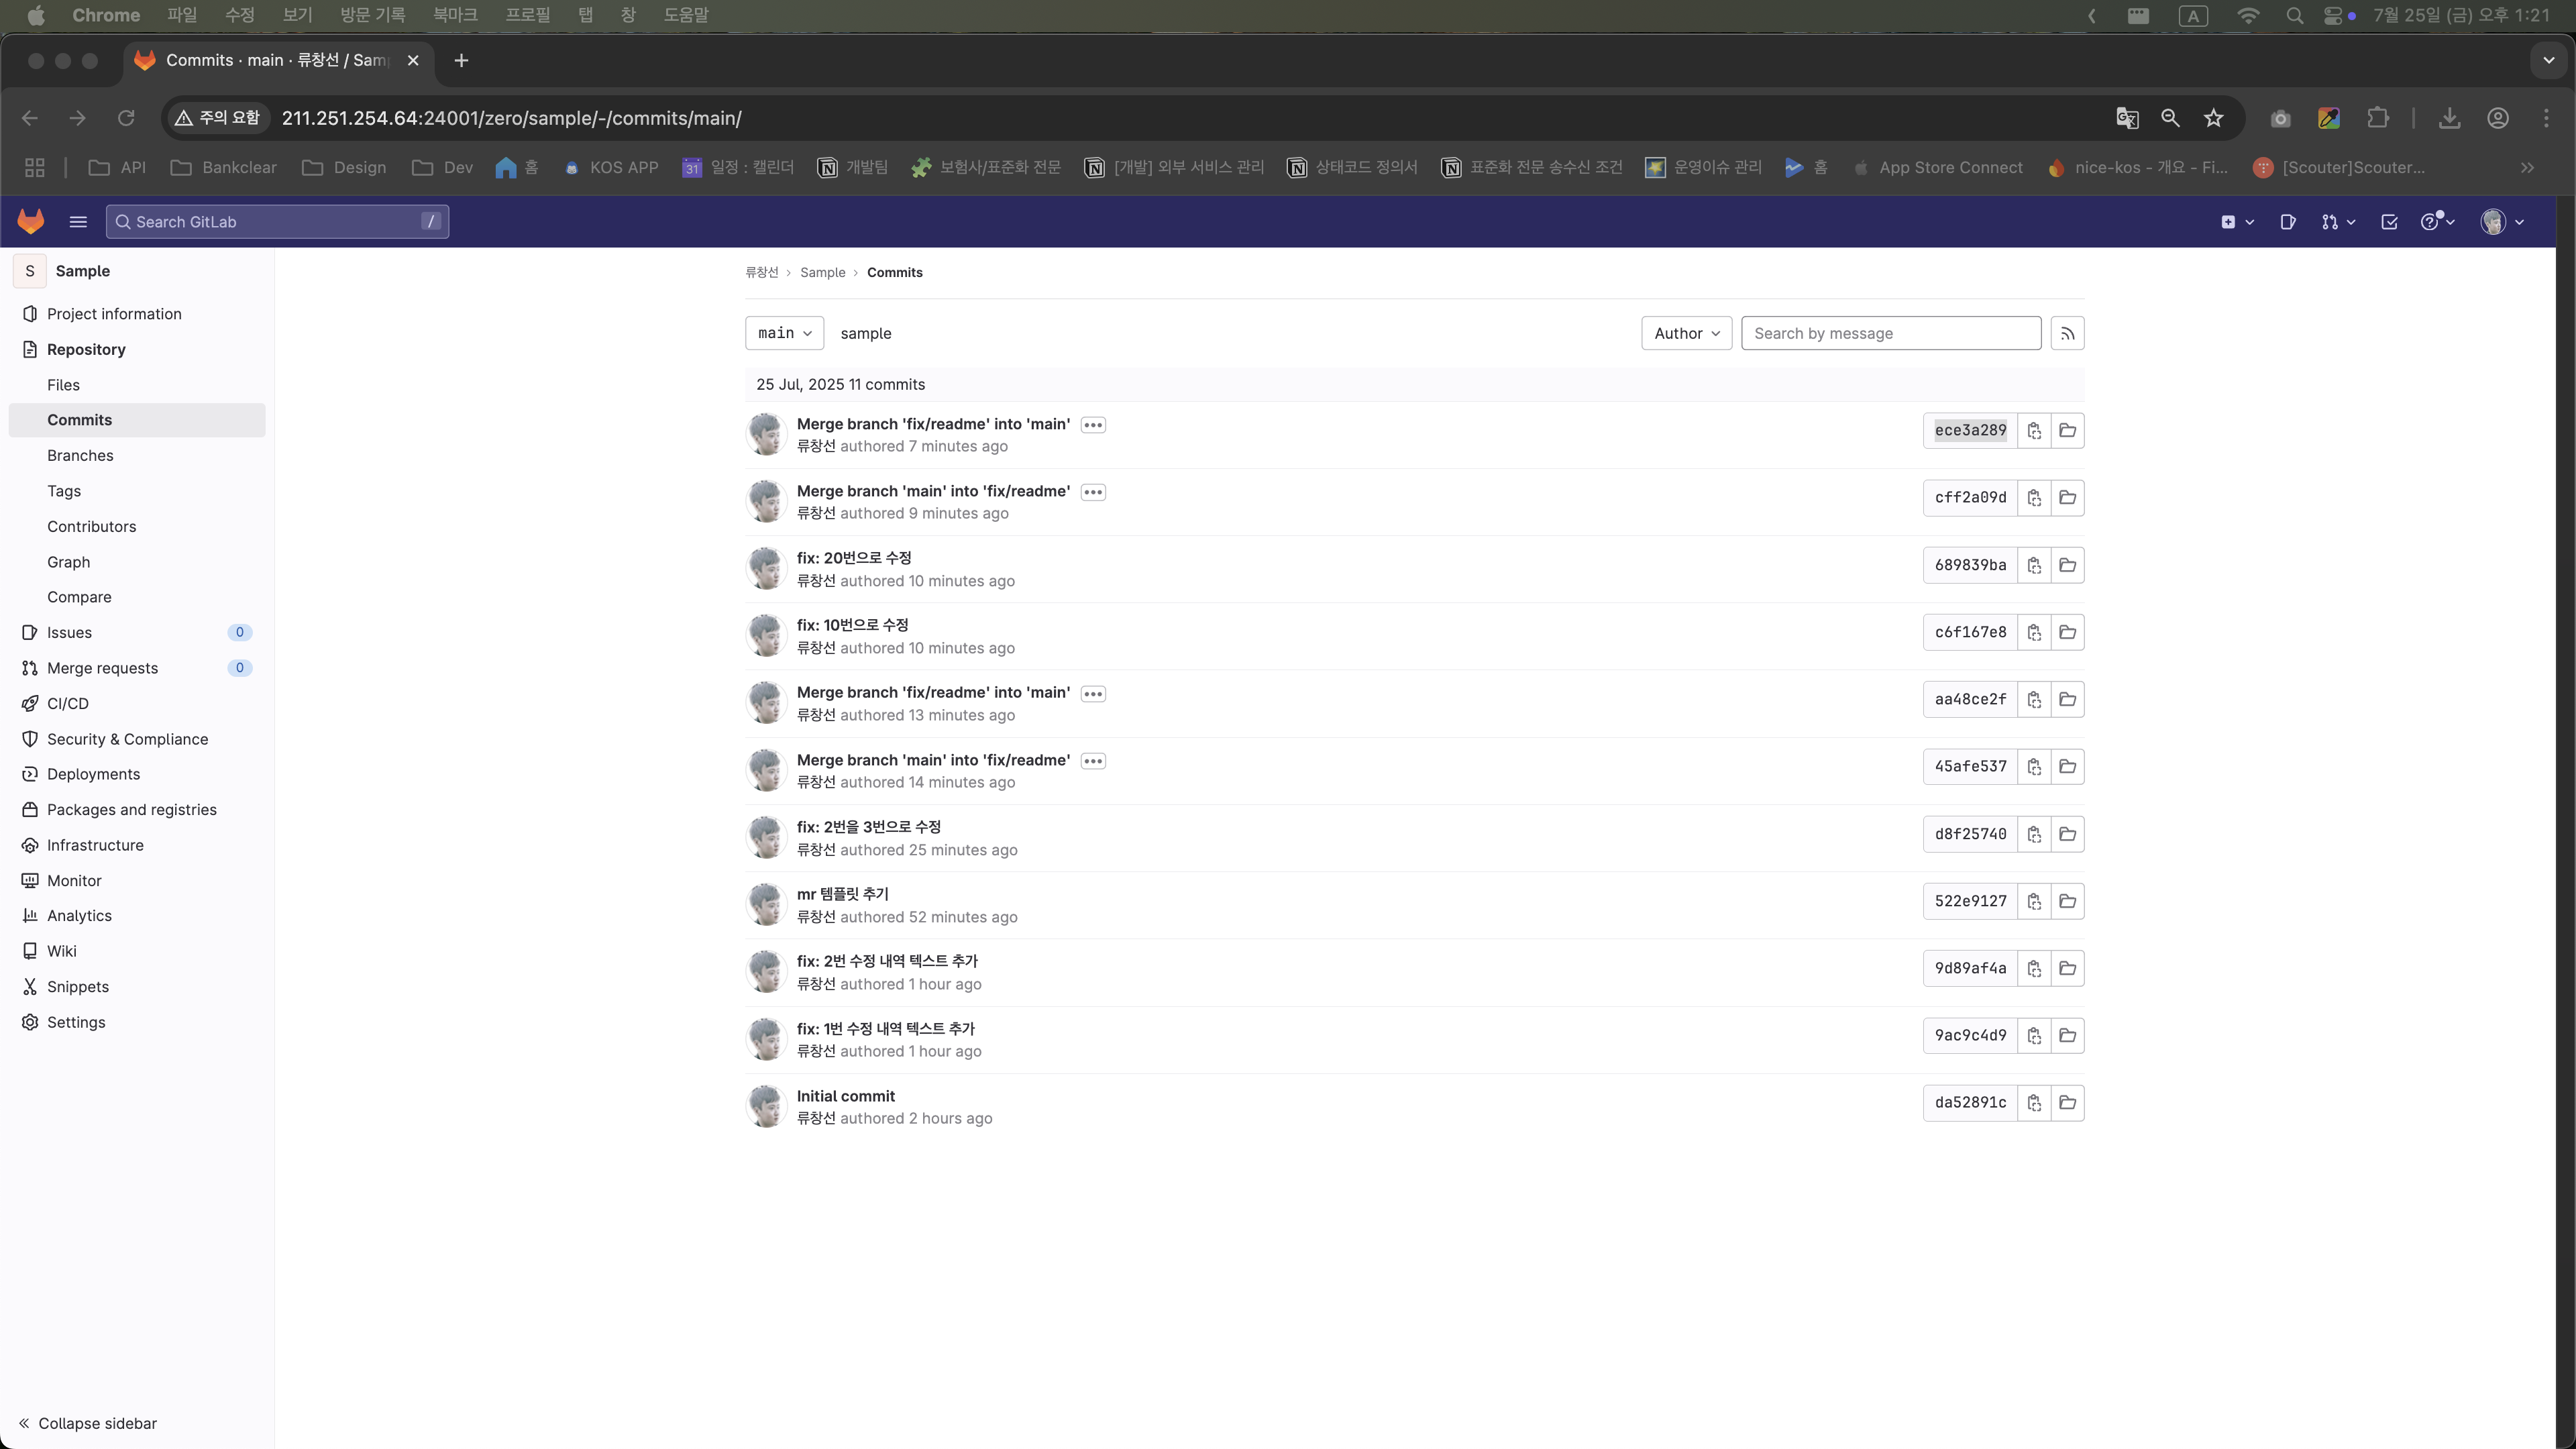 Chrome 파일 수정 보기 방문 기록 북마크 프로필 탭 창 도움말 A 7월 25일 (금) 오후 1:21
Commits · main · 류창선 / Sam
주의 요함 211.251.254.64:24001/zero/sample/-/commits/main/
API Bankclear Design Dev 홈 KOS APP 31 일정 : 캘린더 개발팀 보험사/표준화 전문 [개발] 외부 서비스 관리 상태코드 정의서 표준화 전문 송수신 조건 운영이슈 관리 홈 App Store Connect nice-kos - 개요 - Fi... [Scouter]Scouter...
Search GitLab /
S Sample
Project information
Repository
Files
Commits
Branches
Tags
Contributors
Graph
Compare
Issues 0
Merge requests 0
CI/CD
Security & Compliance
Deployments
Packages and registries
Infrastructure
Monitor
Analytics
Wiki
Snippets
Settings
Collapse sidebar
류창선 › Sample › Commits
main sample Author Search by message
25 Jul, 2025 11 commits
Merge branch 'fix/readme' into 'main'
류창선 authored 7 minutes ago
ece3a289
Merge branch 'main' into 'fix/readme'
류창선 authored 9 minutes ago
cff2a09d
fix: 20번으로 수정
류창선 authored 10 minutes ago
689839ba
fix: 10번으로 수정
류창선 authored 10 minutes ago
c6f167e8
Merge branch 'fix/readme' into 'main'
류창선 authored 13 minutes ago
aa48ce2f
Merge branch 'main' into 'fix/readme'
류창선 authored 14 minutes ago
45afe537
fix: 2번을 3번으로 수정
류창선 authored 25 minutes ago
d8f25740
mr 템플릿 추기
류창선 authored 52 minutes ago
522e9127
fix: 2번 수정 내역 텍스트 추가
류창선 authored 1 hour ago
9d89af4a
fix: 1번 수정 내역 텍스트 추가
류창선 authored 1 hour ago
9ac9c4d9
Initial commit
류창선 authored 2 hours ago
da52891c